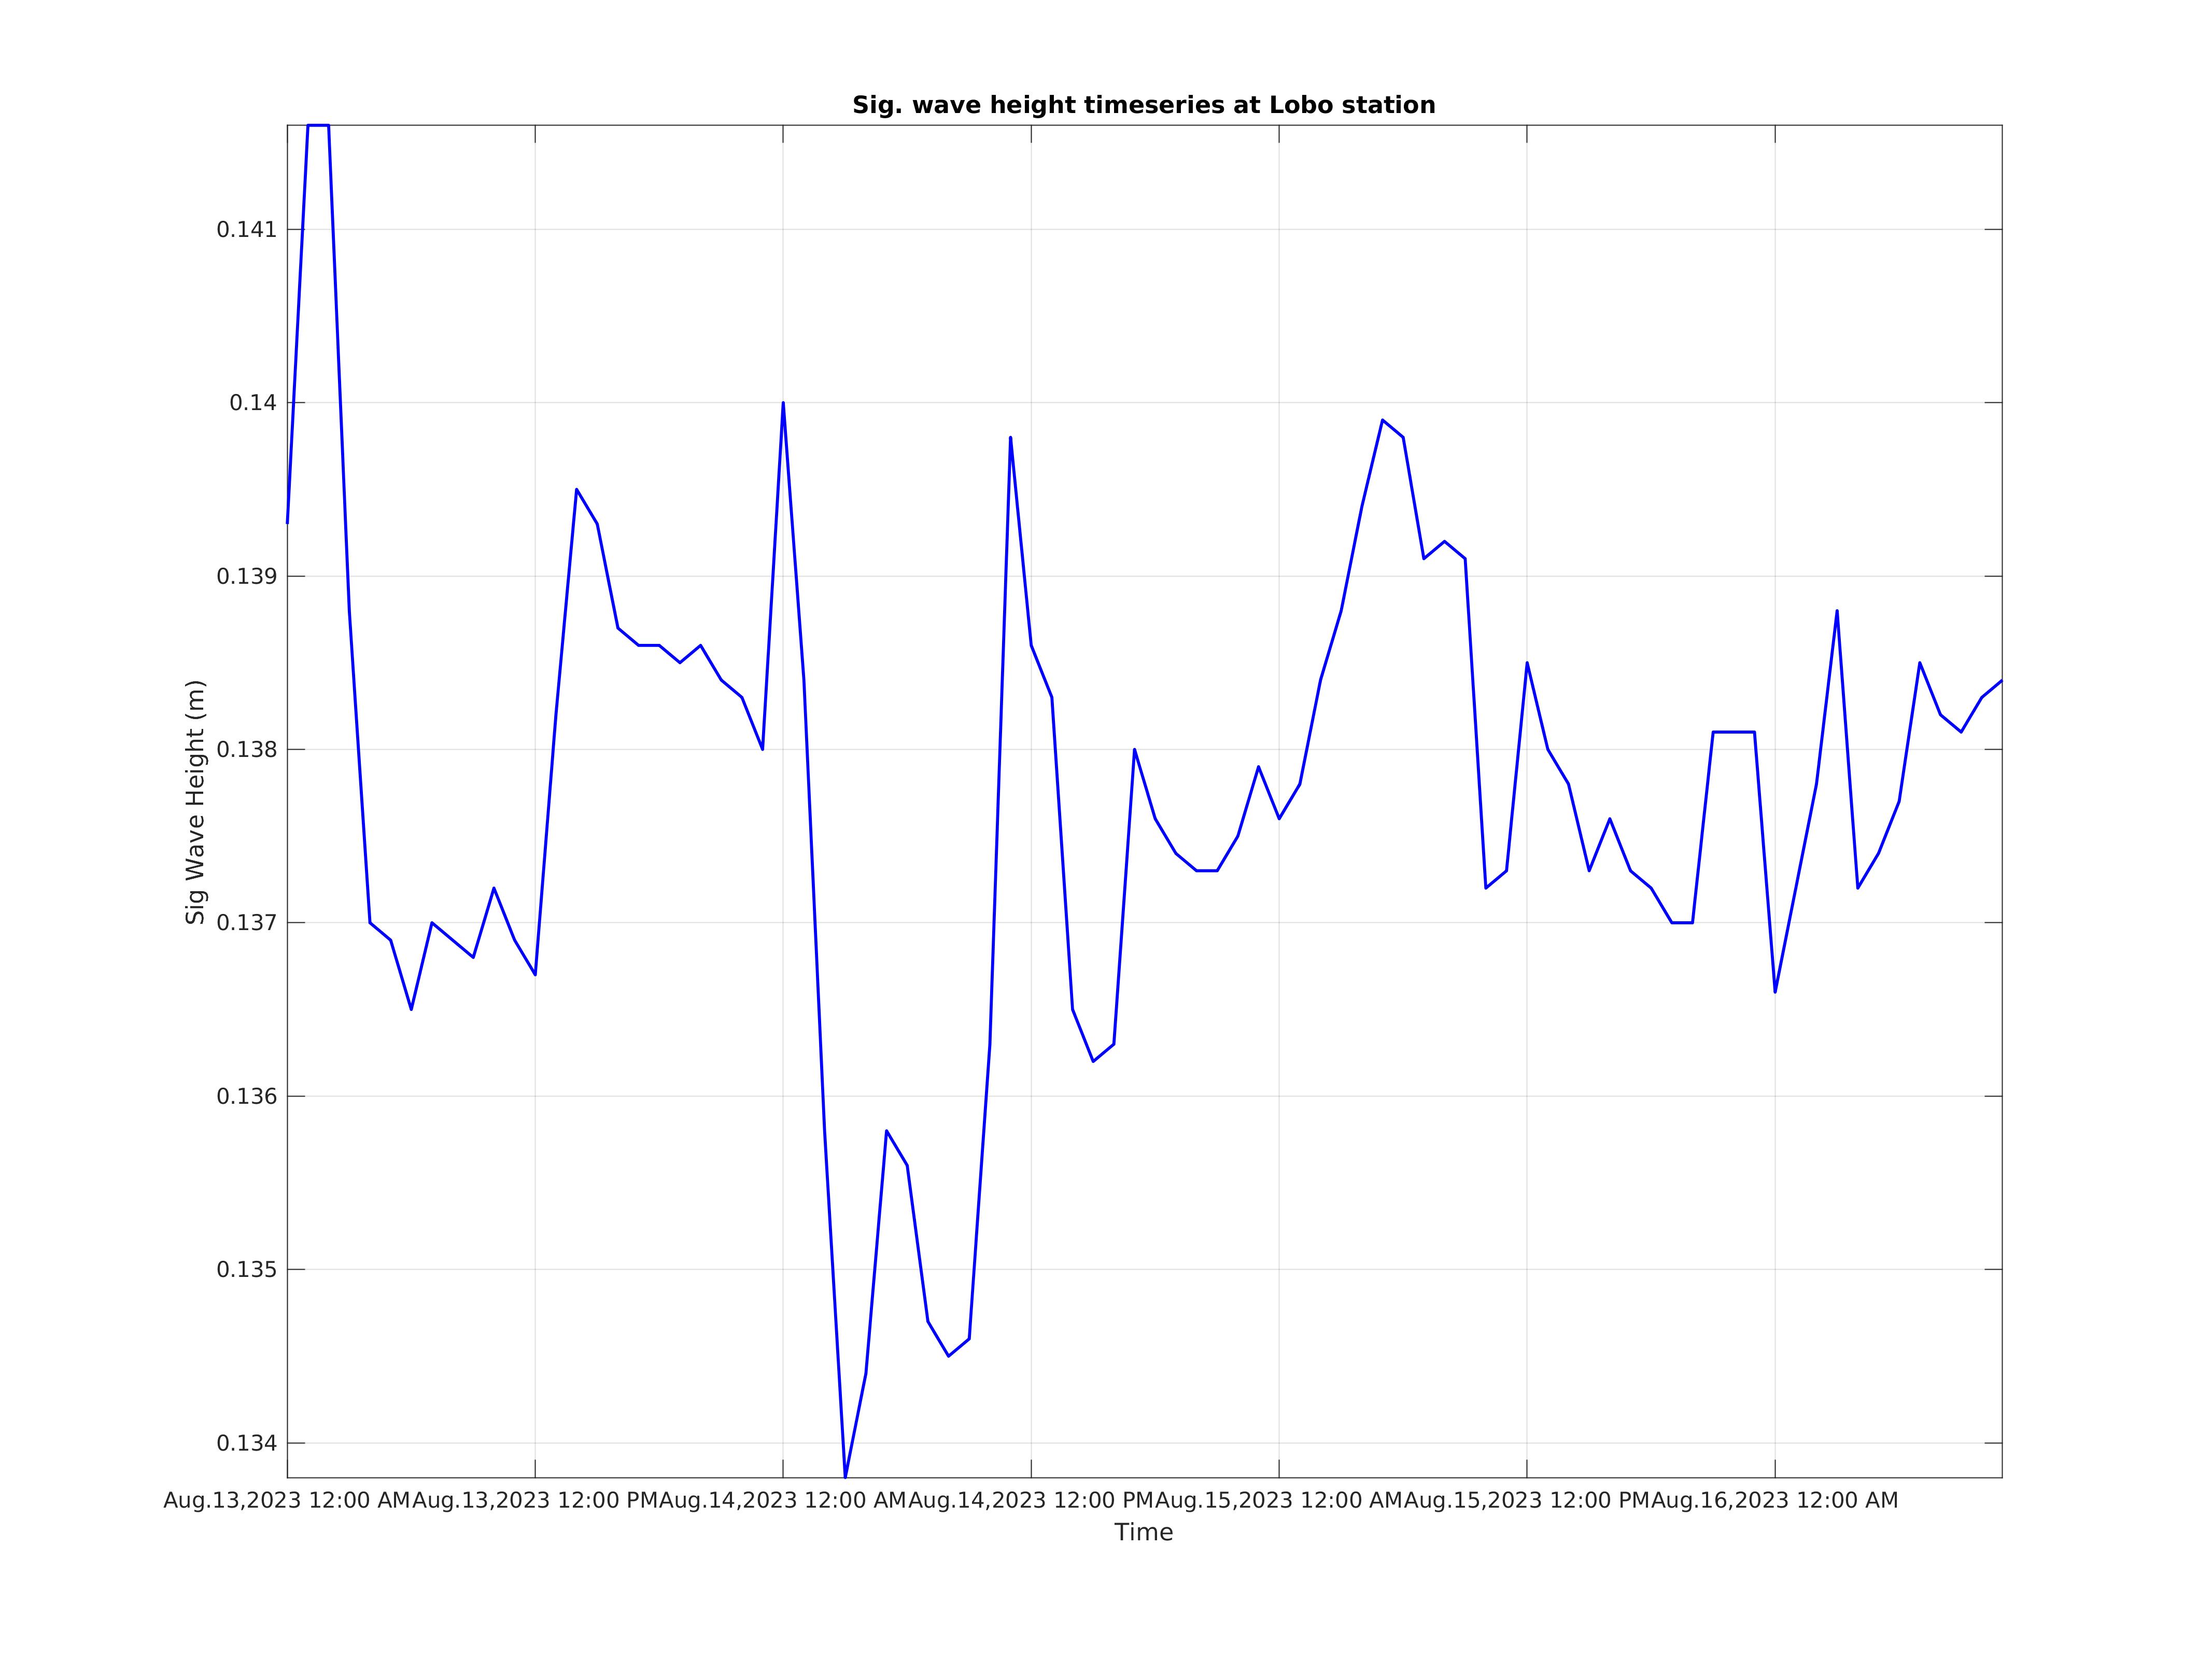 Sig. wave height timeseries at Lobo station
0.141
0.14
0.139
0.138
0.137
0.136
0.135
0.134
Sig Wave Height (m)
Aug.13,2023 12:00 AM Aug.13,2023 12:00 PM Aug.14,2023 12:00 AM Aug.14,2023 12:00 PM Aug.15,2023 12:00 AM Aug.15,2023 12:00 PM Aug.16,2023 12:00 AM
Time